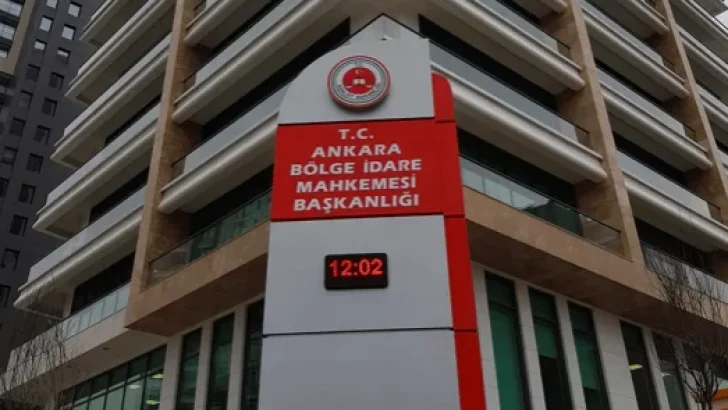 T.C.
ANKARA
BÖLGE İDARE
MAHKEMESİ
BAŞKANLIĞI
12:02